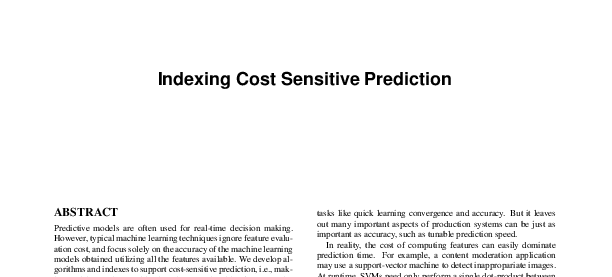 Indexing Cost Sensitive Prediction
ABSTRACT
Predictive models are often used for real-time decision making.
However, typical machine learning techniques ignore feature evalu-
ation cost, and focus solely on the accuracy of the machine learning
models obtained utilizing all the features available. We develop al-
gorithms and indexes to support cost-sensitive prediction, i.e., mak-
tasks like quick learning convergence and accuracy. But it leaves
out many important aspects of production systems can be just as
important as accuracy, such as tunable prediction speed.
In reality, the cost of computing features can easily dominate
prediction time. For example, a content moderation application
may use a support-vector machine to detect inappropriate images.
At runtime, SVMs need only perform a single dot-product between